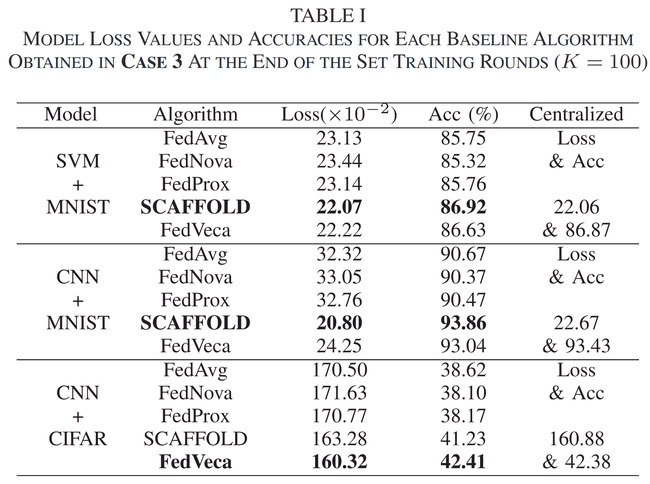 TABLE I
MODEL LOSS VALUES AND ACCURACIES FOR EACH BASELINE ALGORITHM
OBTAINED IN CASE 3 AT THE END OF THE SET TRAINING ROUNDS (K = 100)
Model Algorithm Loss(×10⁻²) Acc (%) Centralized
FedAvg 23.13 85.75 Loss
SVM FedNova 23.44 85.32 & Acc
+ FedProx 23.14 85.76
MNIST SCAFFOLD 22.07 86.92 22.06
FedVeca 22.22 86.63 & 86.87
FedAvg 32.32 90.67 Loss
CNN FedNova 33.05 90.37 & Acc
+ FedProx 32.76 90.47
MNIST SCAFFOLD 20.80 93.86 22.67
FedVeca 24.25 93.04 & 93.43
FedAvg 170.50 38.62 Loss
CNN FedNova 171.63 38.10 & Acc
+ FedProx 170.77 38.17
CIFAR SCAFFOLD 163.28 41.23 160.88
FedVeca 160.32 42.41 & 42.38